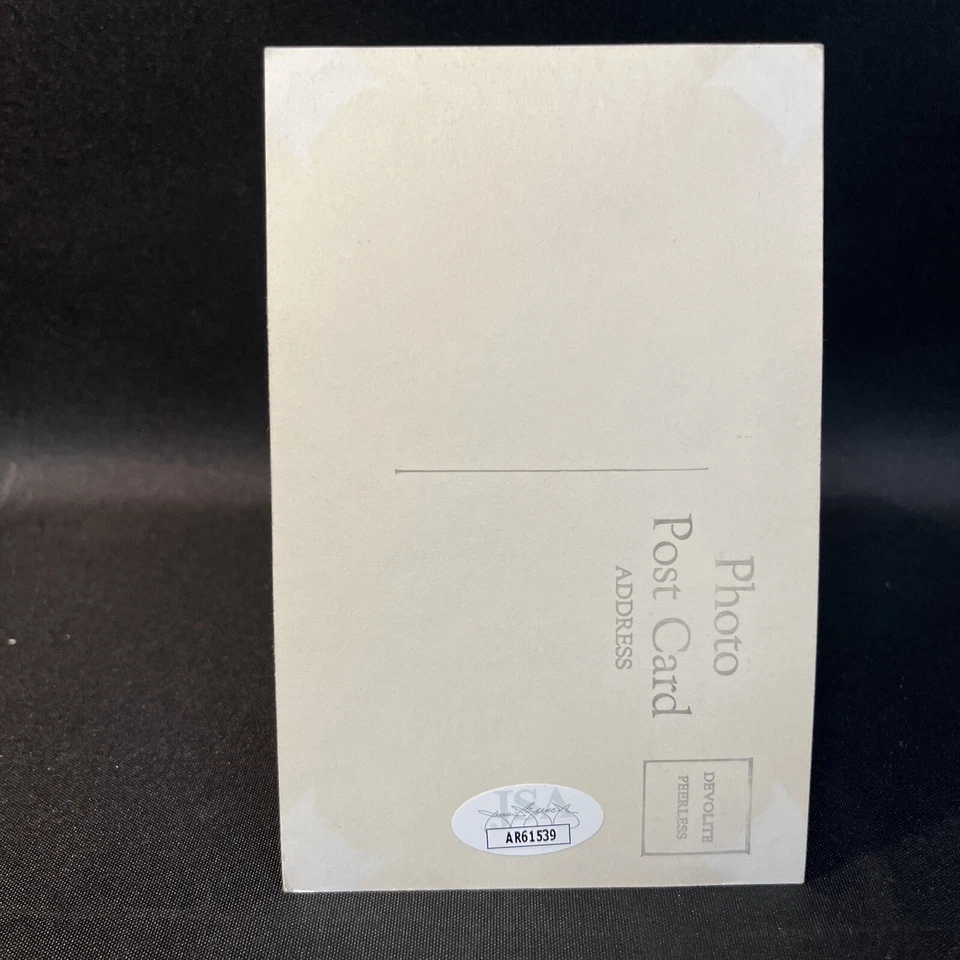 Photo
Post Card
ADDRESS
DEVOLITE
PEERLESS
JSA
AR61539